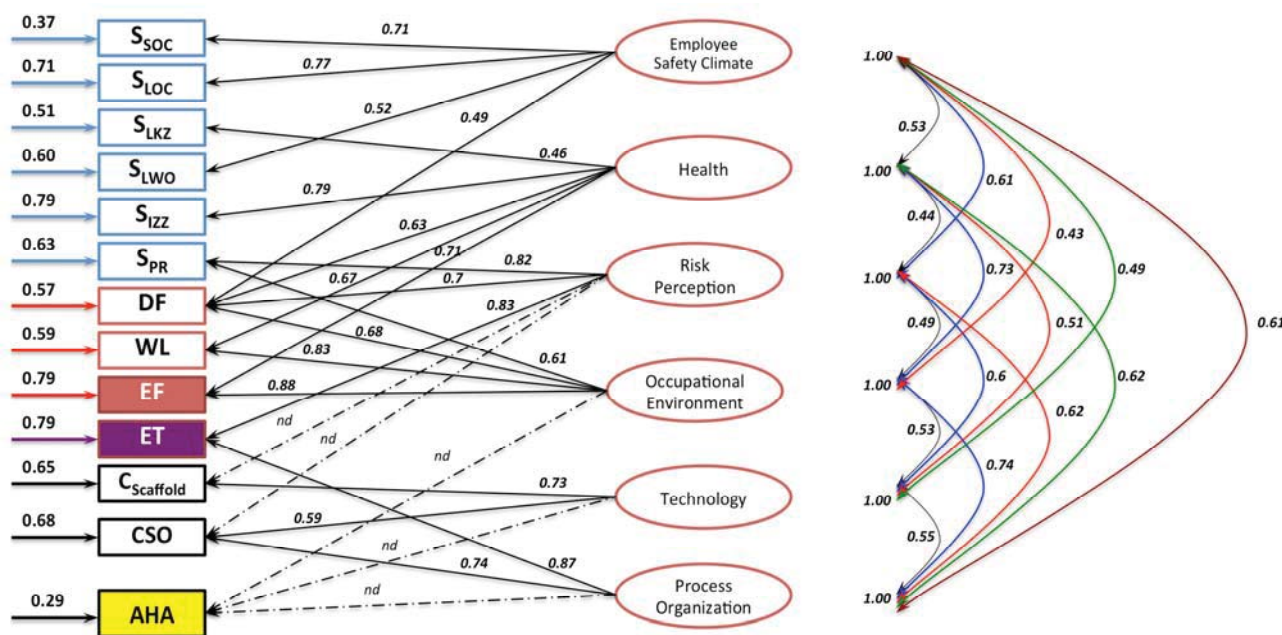 0.37
S_SOC
0.71
S_LOC
0.51
S_LKZ
0.60
S_LWO
0.79
S_IZZ
0.63
S_PR
0.57
DF
0.59
WL
0.79
EF
0.79
ET
0.65
C_Scaffold
0.68
CSO
0.29
AHA
0.71
0.77
0.52
0.49
0.46
0.79
0.63
0.71
0.67
0.82
0.7
0.83
0.68
0.83
0.61
0.88
nd
nd
nd
0.73
0.59
nd
0.74
0.87
nd
Employee
Safety Climate
Health
Risk
Perception
Occupational
Environment
Technology
Process
Organization
1.00
0.53
1.00
0.61
0.44
0.43
1.00
0.73
0.49
0.49
0.51
0.61
1.00
0.6
0.62
0.62
0.53
0.74
1.00
0.55
1.00